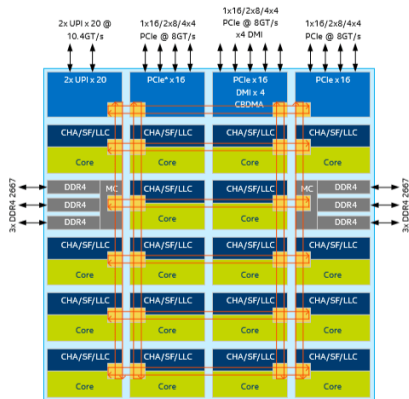 2x UPI x 20 @
10.4GT/s
1x16/2x8/4x4
PCIe @ 8GT/s
1x16/2x8/4x4
PCIe @ 8GT/s
x4 DMI
1x16/2x8/4x4
PCIe @ 8GT/s
2x UPI x 20
PCIe* x 16
PCIe x 16
DMI x 4
CBDMA
PCIe x 16
CHA/SF/LLC
CHA/SF/LLC
CHA/SF/LLC
CHA/SF/LLC
Core
Core
Core
Core
3x DDR4 2667
DDR4
DDR4
DDR4
MC
CHA/SF/LLC
Core
CHA/SF/LLC
Core
MC
DDR4
DDR4
DDR4
3x DDR4 2667
CHA/SF/LLC
CHA/SF/LLC
CHA/SF/LLC
CHA/SF/LLC
Core
Core
Core
Core
CHA/SF/LLC
CHA/SF/LLC
CHA/SF/LLC
CHA/SF/LLC
Core
Core
Core
Core
CHA/SF/LLC
CHA/SF/LLC
CHA/SF/LLC
CHA/SF/LLC
Core
Core
Core
Core